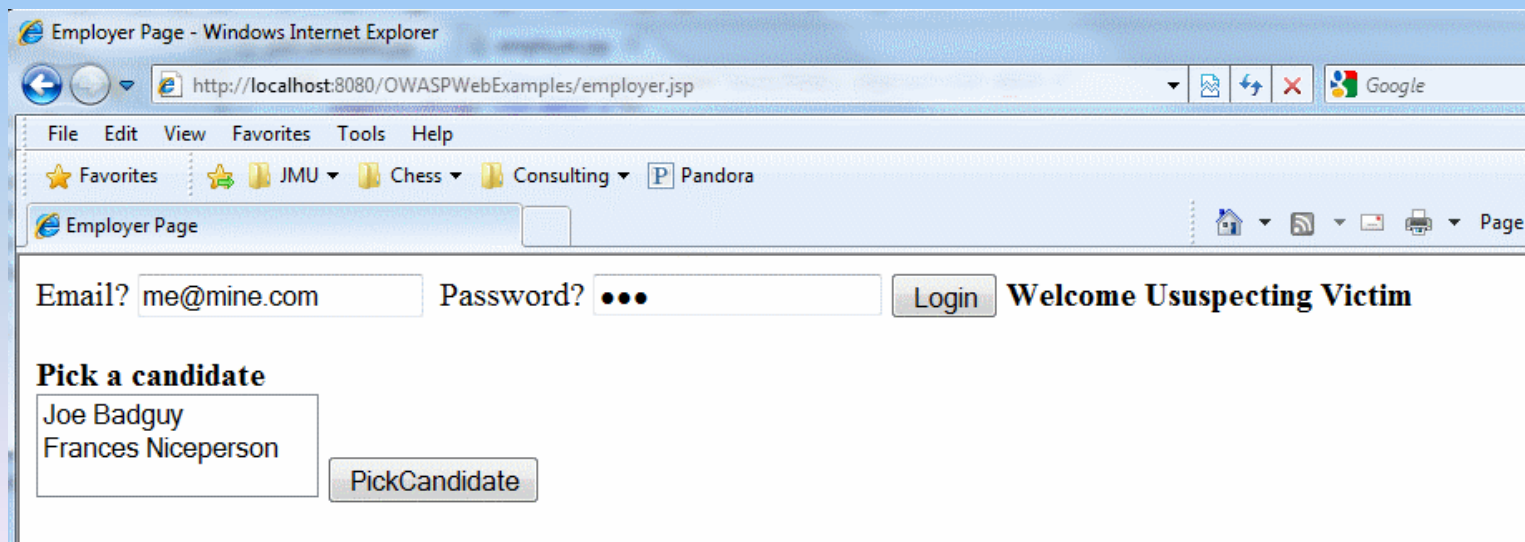 Employer Page - Windows Internet Explorer
http://localhost:8080/OWASPWebExamples/employer.jsp
Google
File Edit View Favorites Tools Help
Favorites JMU Chess Consulting P Pandora
Employer Page
Page
Email? me@mine.com Password? ●●● Login Welcome Ususpecting Victim
Pick a candidate
Joe Badguy
Frances Niceperson
PickCandidate